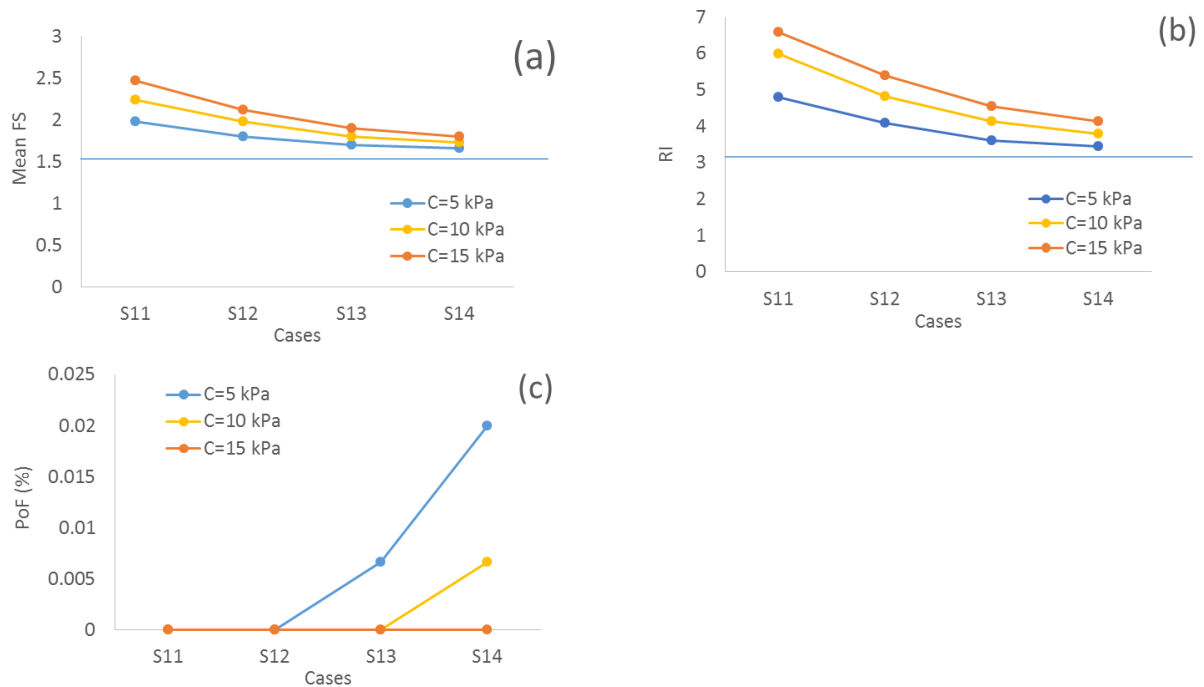 (a)
Mean FS
3
2.5
2
1.5
1
0.5
0
C=5 kPa
C=10 kPa
C=15 kPa
S11 S12 S13 S14
Cases
(b)
RI
7
6
5
4
3
2
1
0
C=5 kPa
C=10 kPa
C=15 kPa
S11 S12 S13 S14
Cases
(c)
PoF (%)
0.025
0.02
0.015
0.01
0.005
0
C=5 kPa
C=10 kPa
C=15 kPa
S11 S12 S13 S14
Cases